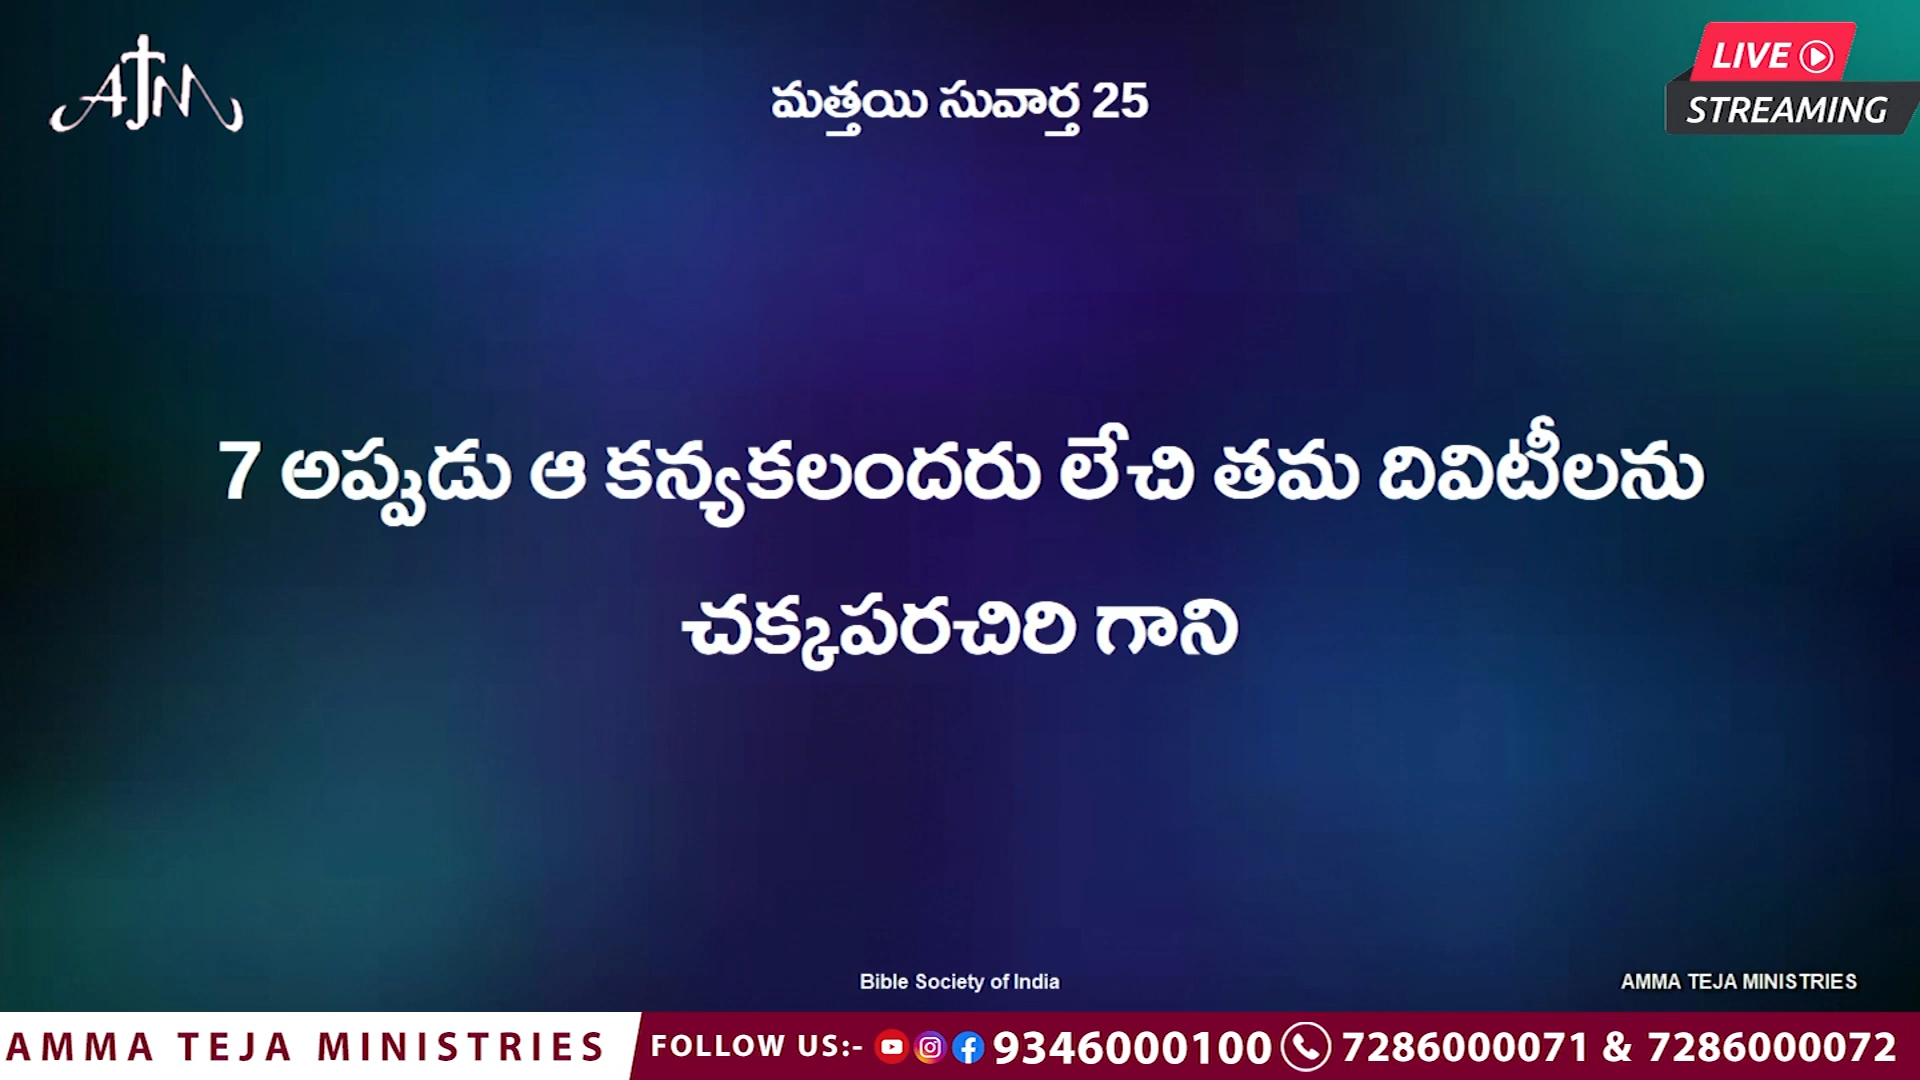 AJM
మత్తయి సువార్త 25
LIVE
STREAMING
7 అప్పుడు ఆ కన్యకలందరు లేచి తమ దివిటీలను
చక్కపరచిరి గాని
Bible Society of India
AMMA TEJA MINISTRIES
AMMA TEJA MINISTRIES
FOLLOW US:- 9346000100 7286000071 & 7286000072